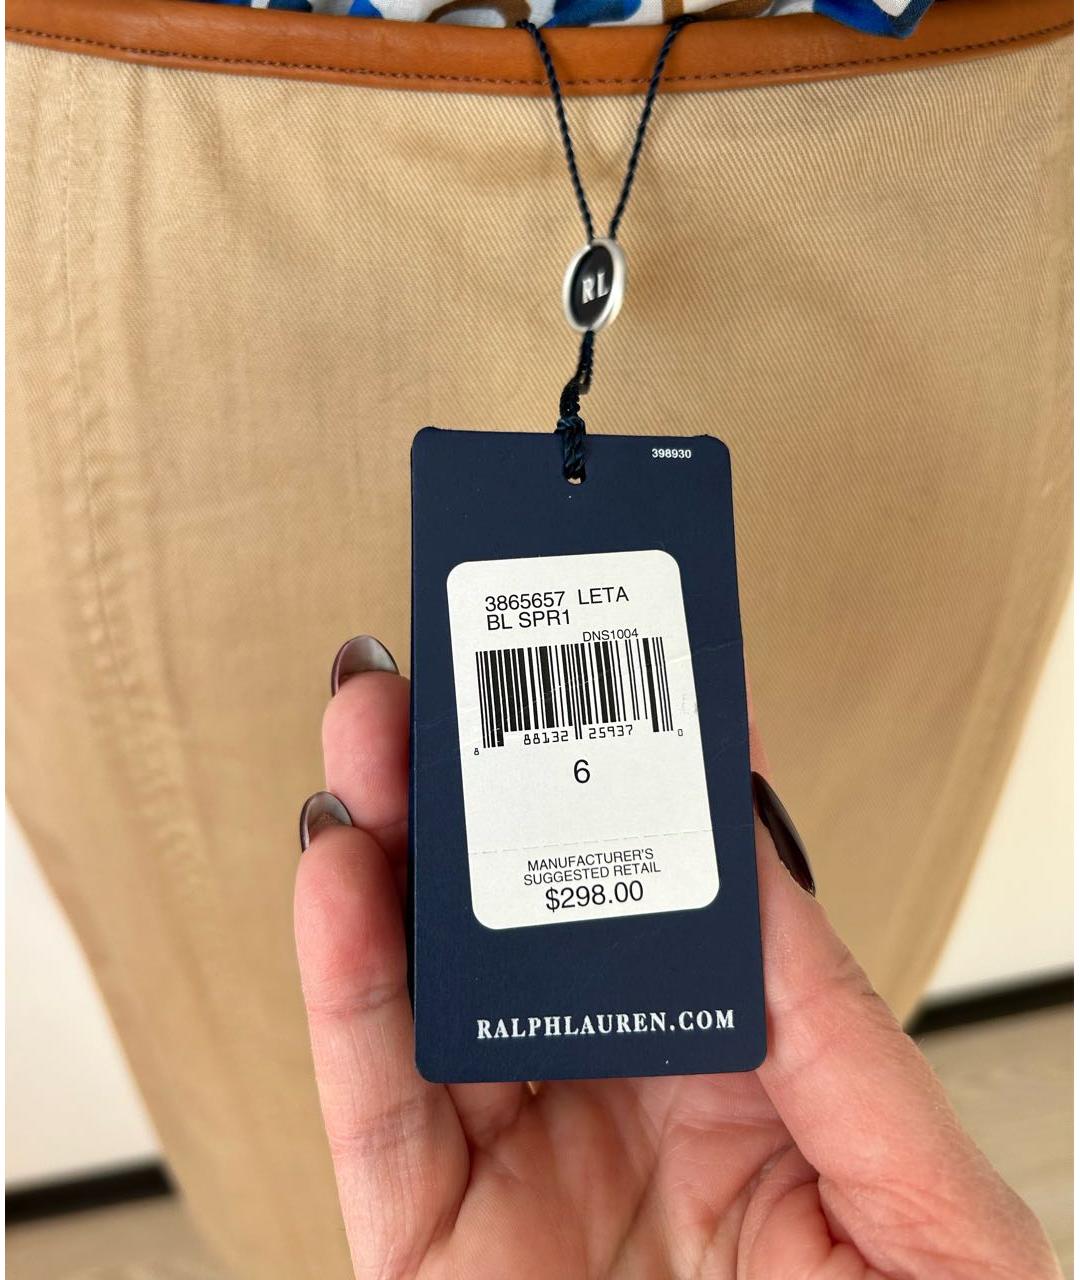 RL
398930
3865657 LETA
BL SPR1
DNS1004
8 88132 25937 0
6
MANUFACTURER'S
SUGGESTED RETAIL
$298.00
RALPHLAUREN.COM